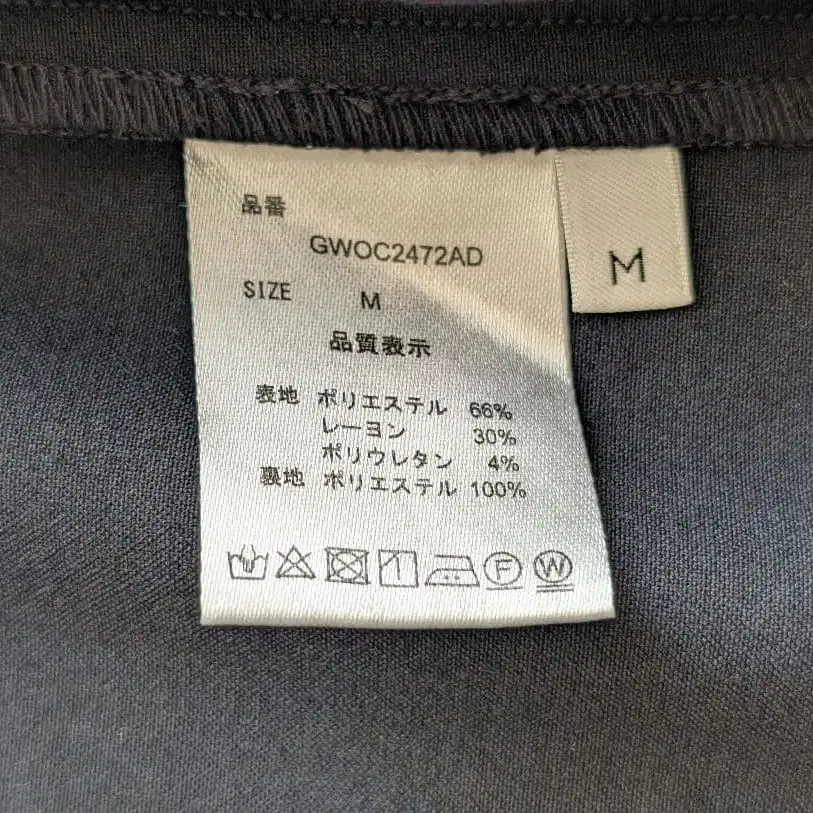 品番
GWOC2472AD
SIZE M
品質表示
表地 ポリエステル 66%
レーヨン 30%
ポリウレタン 4%
裏地 ポリエステル 100%
F W
M